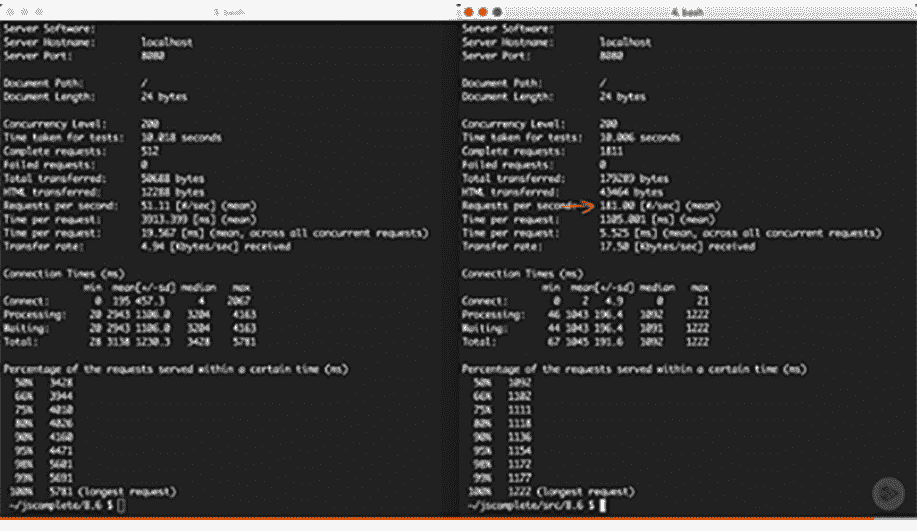 3. bash
Server Software:
Server Hostname: localhost
Server Port: 8080
Document Path: /
Document Length: 24 bytes
Concurrency Level: 200
Time taken for tests: 10.018 seconds
Complete requests: 512
Failed requests: 0
Total transferred: 50688 bytes
HTML transferred: 12288 bytes
Requests per second: 51.11 [#/sec] (mean)
Time per request: 3913.399 [ms] (mean)
Time per request: 19.567 [ms] (mean, across all concurrent requests)
Transfer rate: 4.94 [Kbytes/sec] received
Connection Times (ms)
min mean[+/-sd] median max
Connect: 0 195 457.3 4 2067
Processing: 20 2943 1106.0 3204 4163
Waiting: 20 2943 1106.0 3204 4163
Total: 28 3138 1230.3 3428 5781
Percentage of the requests served within a certain time (ms)
50% 3428
66% 3944
75% 4010
80% 4026
90% 4160
95% 4471
98% 5601
99% 5691
100% 5781 (longest request)
~/jscomplete/8.6 $
4. bash
Server Software:
Server Hostname: localhost
Server Port: 8080
Document Path: /
Document Length: 24 bytes
Concurrency Level: 200
Time taken for tests: 10.006 seconds
Complete requests: 1811
Failed requests: 0
Total transferred: 179289 bytes
HTML transferred: 43464 bytes
Requests per second: 181.00 [#/sec] (mean)
Time per request: 1105.001 [ms] (mean)
Time per request: 5.525 [ms] (mean, across all concurrent requests)
Transfer rate: 17.50 [Kbytes/sec] received
Connection Times (ms)
min mean[+/-sd] median max
Connect: 0 2 4.9 0 21
Processing: 46 1043 196.4 1092 1222
Waiting: 44 1043 196.4 1091 1222
Total: 67 1045 191.6 1092 1222
Percentage of the requests served within a certain time (ms)
50% 1092
66% 1102
75% 1111
80% 1118
90% 1136
95% 1154
98% 1172
99% 1177
100% 1222 (longest request)
~/jscomplete/src/8.6 $